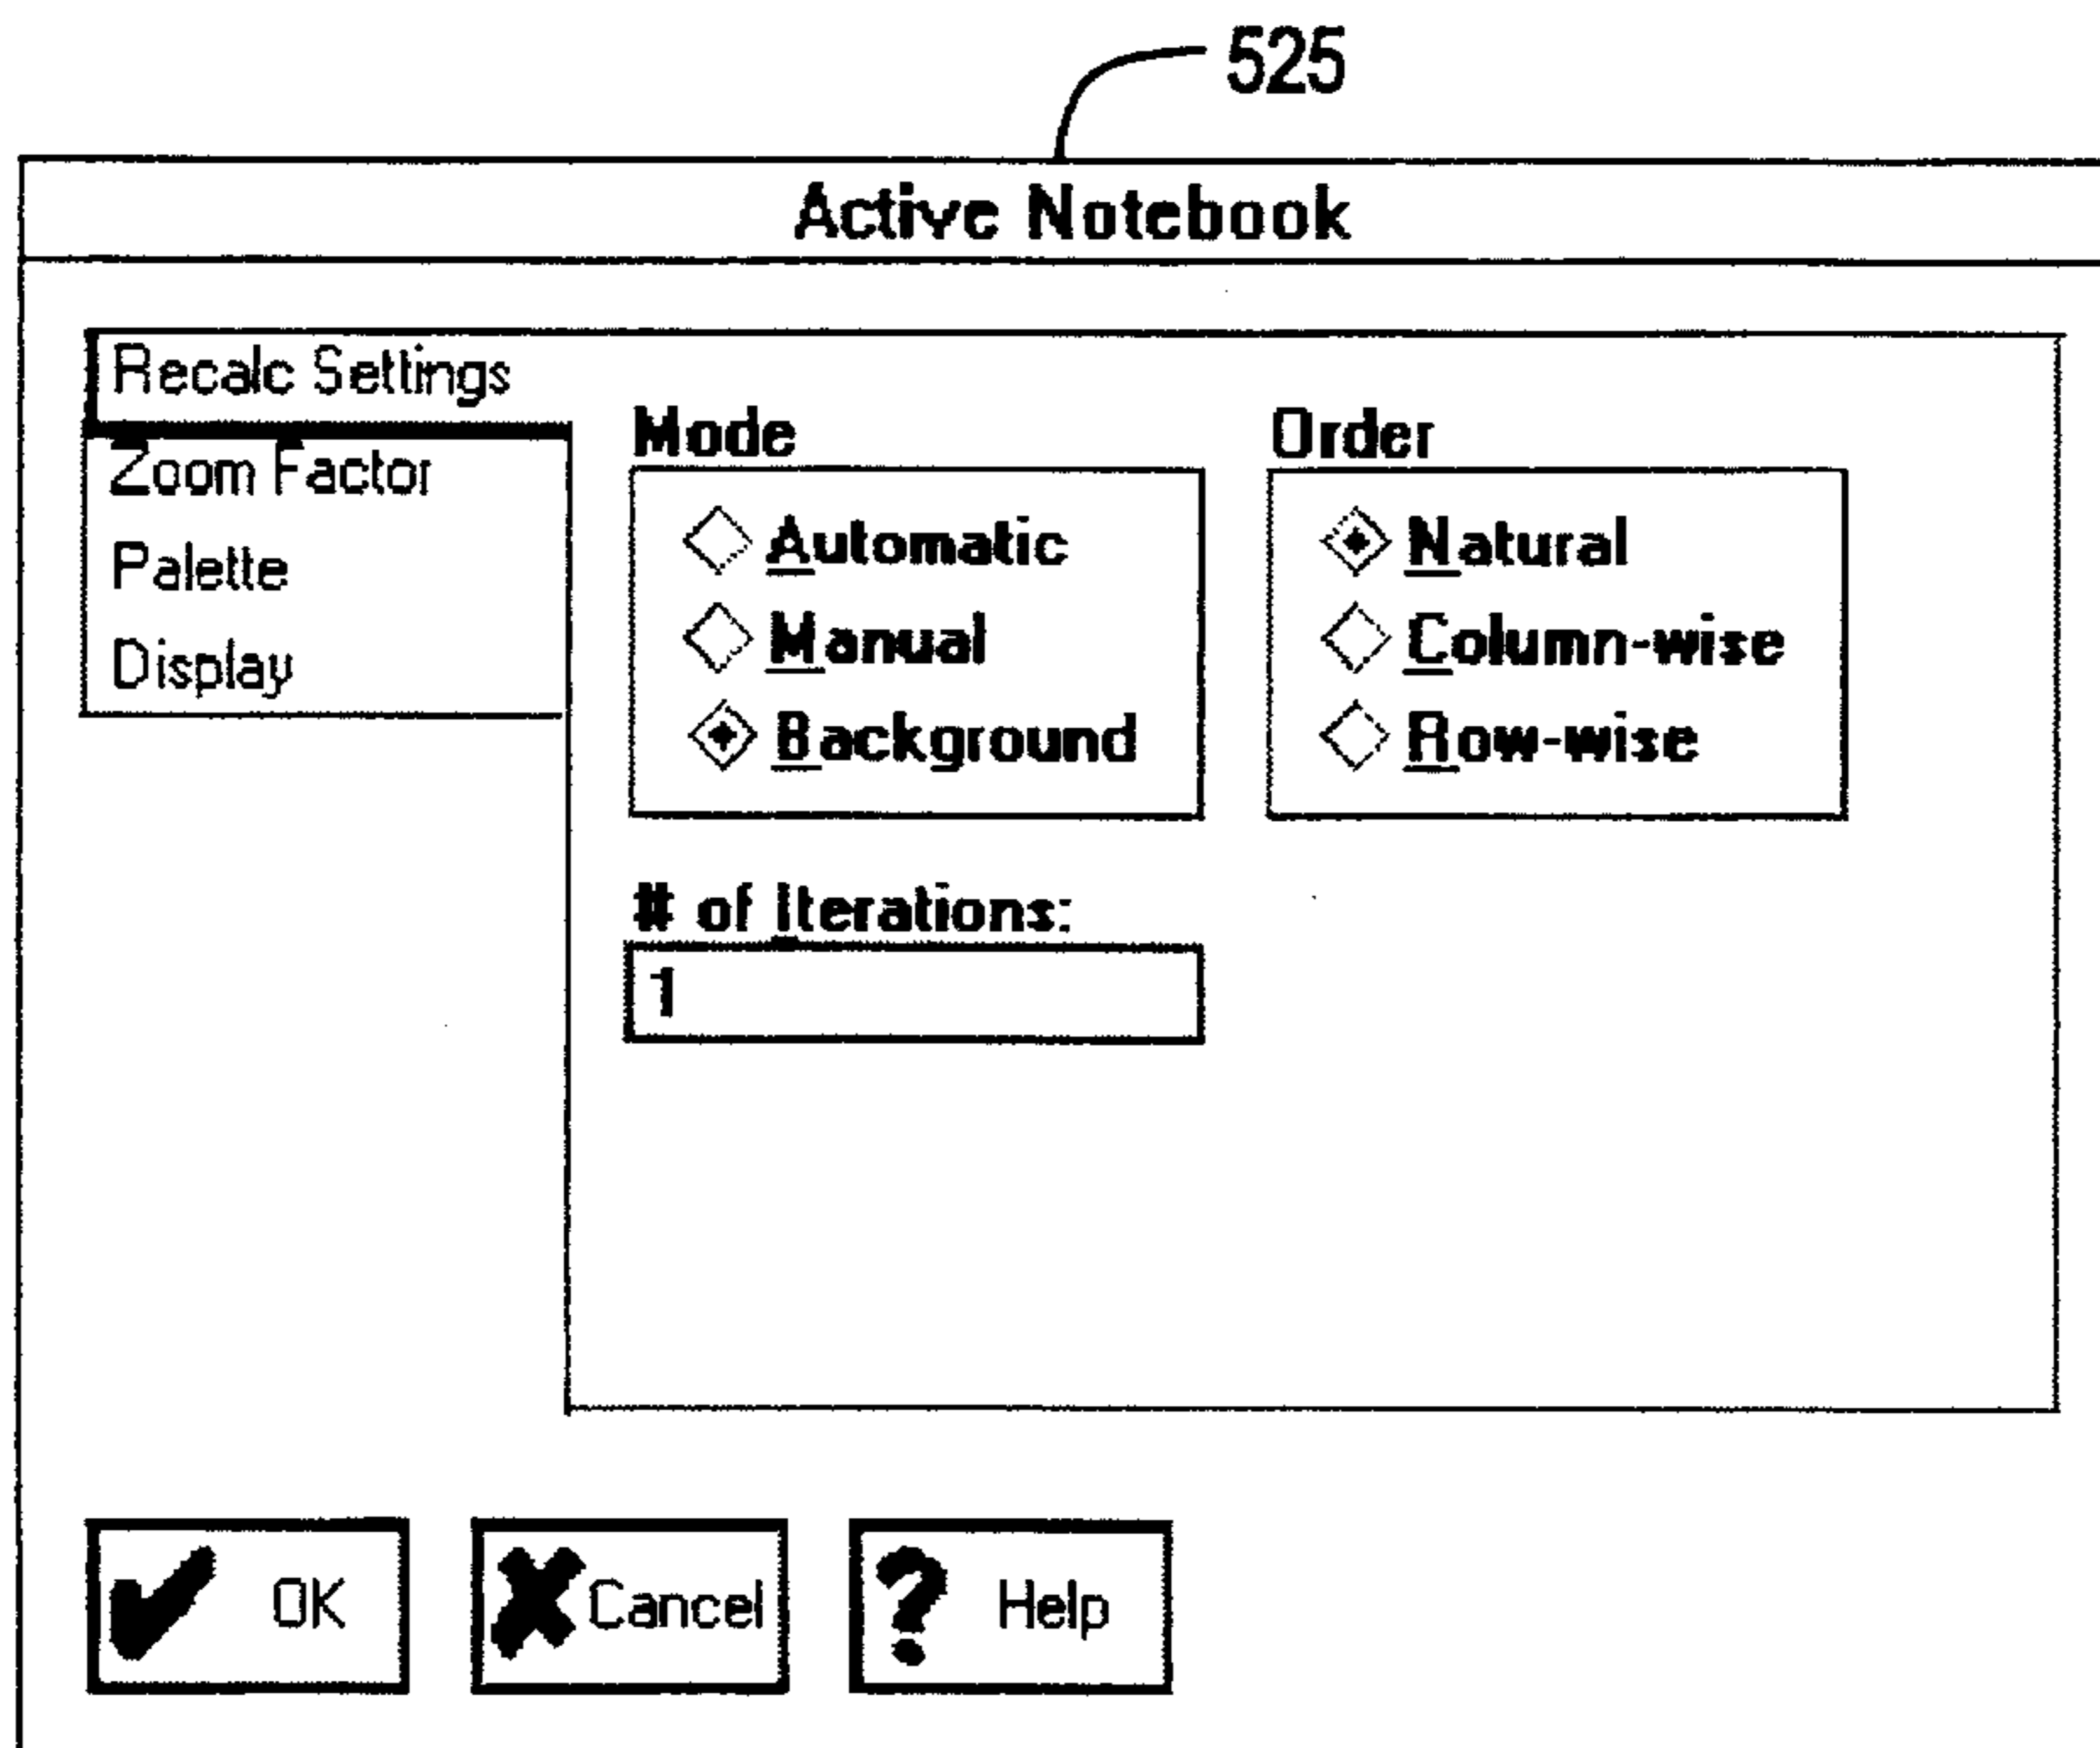 525
Active Notebook
Recalc Settings
Zoom Factor
Palette
Display
Mode
Automatic
Manual
Background
Order
Natural
Column-wise
Row-wise
# of Iterations:
1
OK
Cancel
? Help